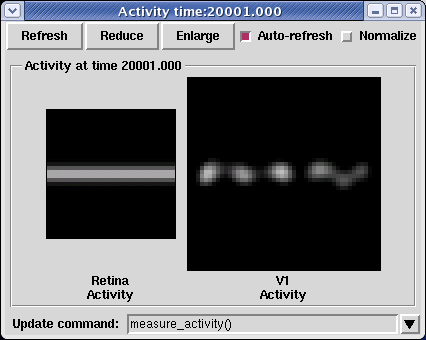 Activity time:20001.000
Refresh Reduce Enlarge Auto-refresh Normalize
Activity at time 20001.000
Retina V1
Activity Activity
Update command: measure_activity()